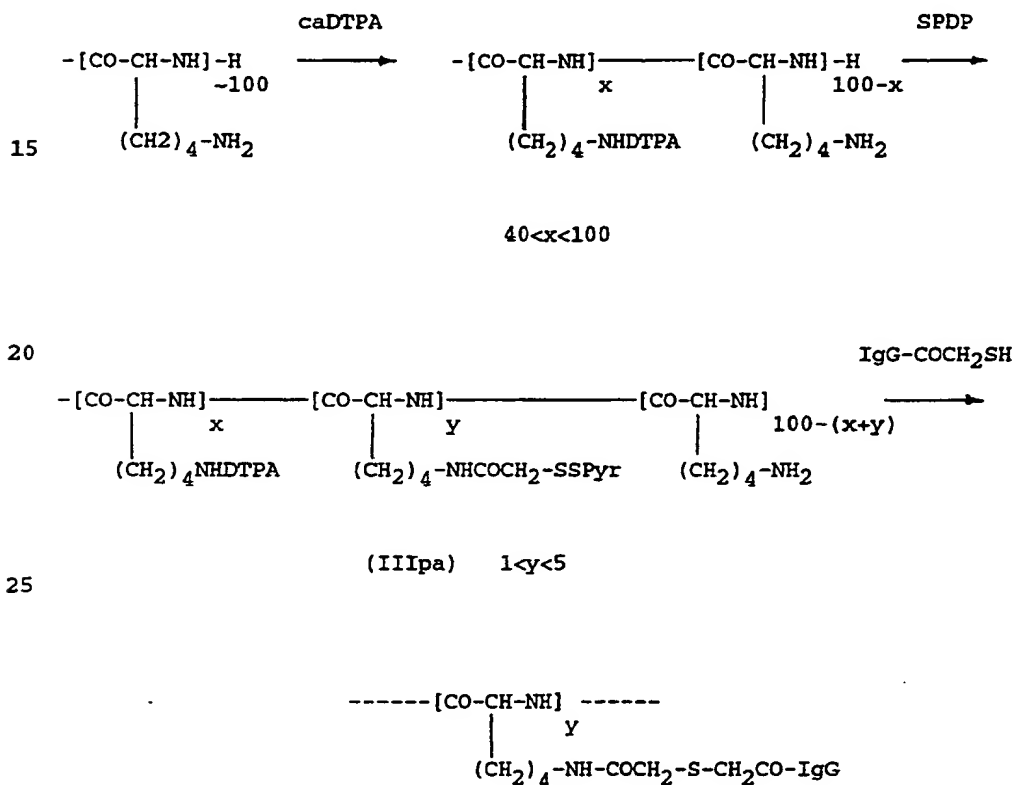 caDTPA SPDP
-[CO-CH-NH]-H -[CO-CH-NH] [CO-CH-NH]-H
~100 x 100-x
15 (CH2)4-NH2 (CH2)4-NHDTPA (CH2)4-NH2
40<x<100
20 IgG-COCH2SH
-[CO-CH-NH] [CO-CH-NH] [CO-CH-NH]
x y 100-(x+y)
(CH2)4NHDTPA (CH2)4-NHCOCH2-SSPyr (CH2)4-NH2
(IIIpa) 1<y<5
25
------[CO-CH-NH] ------
Y
(CH2)4-NH-COCH2-S-CH2CO-IgG